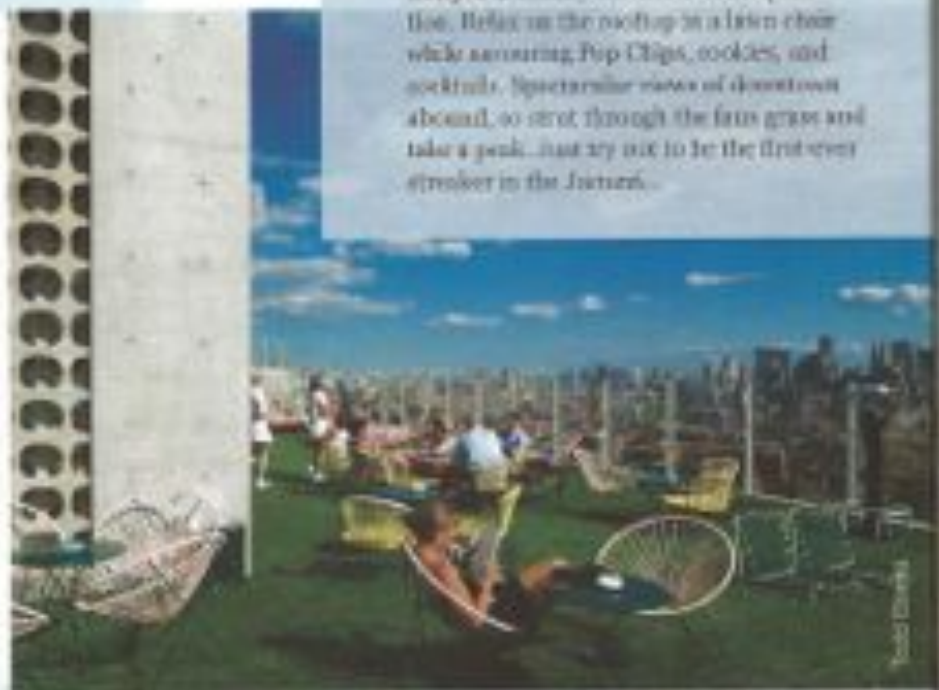 tion. Relax on the rooftop in a lawn chair
while savouring Pop Chips, cookies, and
cocktails. Spectacular views of downtown
abound, so strut through the faux grass and
take a peak. Just try not to be the first-ever
streaker in the
Todd